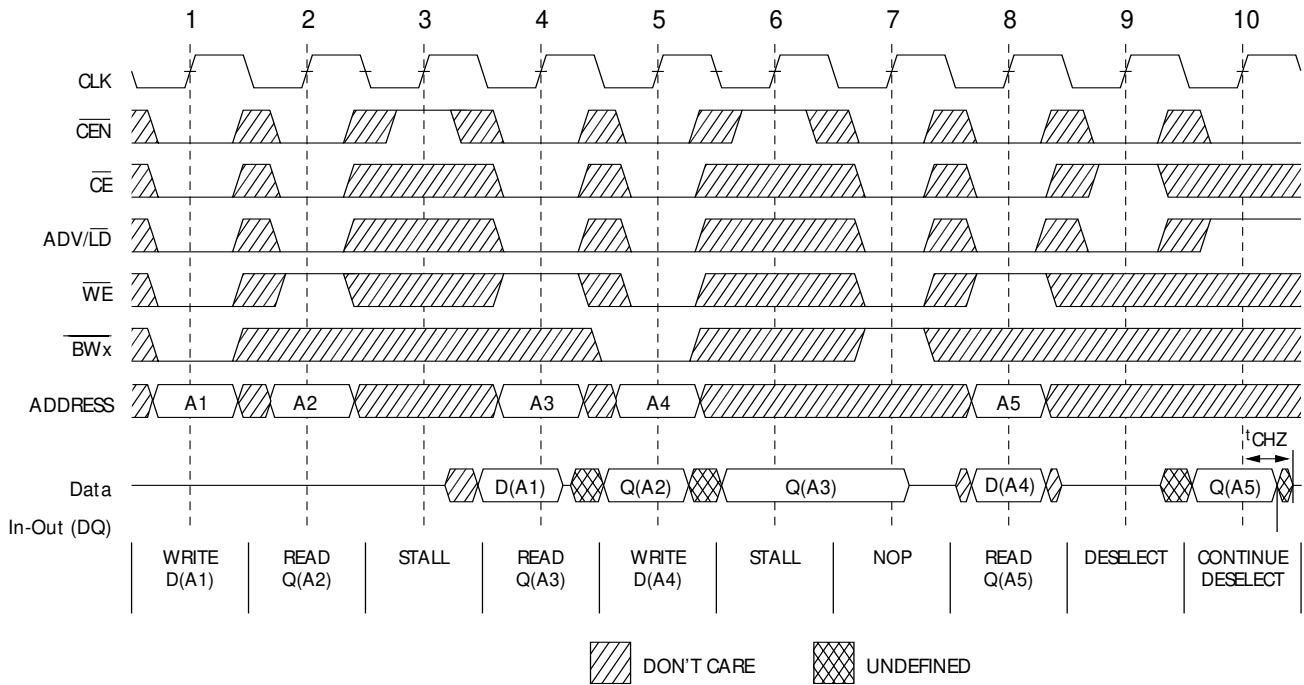 1 2 3 4 5 6 7 8 9 10
CLK
CEN
CE
ADV/LD
WE
BWx
ADDRESS A1 A2 A3 A4 A5
tCHZ
Data D(A1) Q(A2) Q(A3) D(A4) Q(A5)
In-Out (DQ)
WRITE READ STALL READ WRITE STALL NOP READ DESELECT CONTINUE
D(A1) Q(A2) Q(A3) D(A4) Q(A5) DESELECT
DON'T CARE UNDEFINED